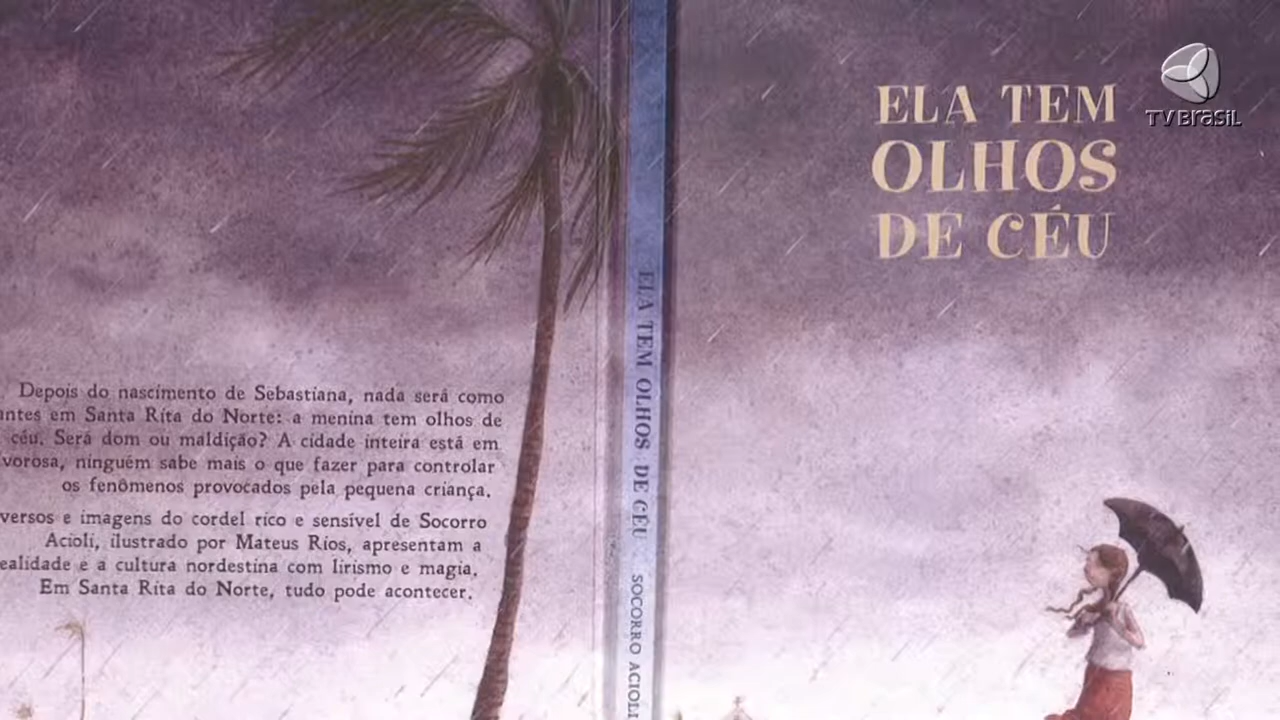 Depois do nascimento de Sebastiana, nada será como
antes em Santa Rita do Norte: a menina tem olhos de
céu. Será dom ou maldição? A cidade inteira está em
vorosa, ninguém sabe mais o que fazer para controlar
os fenômenos provocados pela pequena criança.
versos e imagens do cordel rico e sensível de Socorro
Acioli, ilustrado por Mateus Rios, apresentam a
ealidade e a cultura nordestina com lirismo e magia.
Em Santa Rita do Norte, tudo pode acontecer.
ELA TEM OLHOS DE CÉU SOCORRO ACIOLI
ELA TEM
OLHOS
DE CÉU
TV Brasil